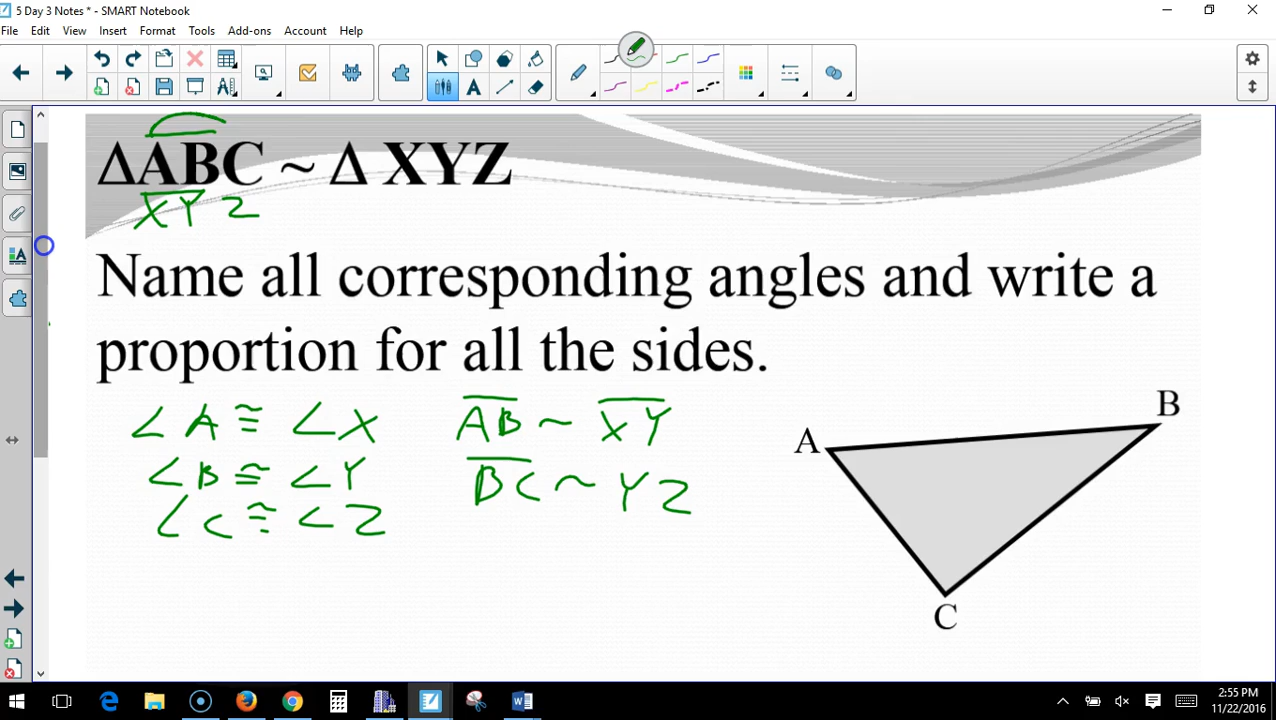 5 Day 3 Notes * - SMART Notebook
File Edit View Insert Format Tools Add-ons Account Help
ΔABC ~ Δ XYZ
XYZ
Name all corresponding angles and write a
proportion for all the sides.
∠A ≅ ∠X
∠B ≅ ∠Y
∠C ≅ ∠Z
AB ~ XY
BC ~ YZ
A
B
C
2:55 PM
11/22/2016